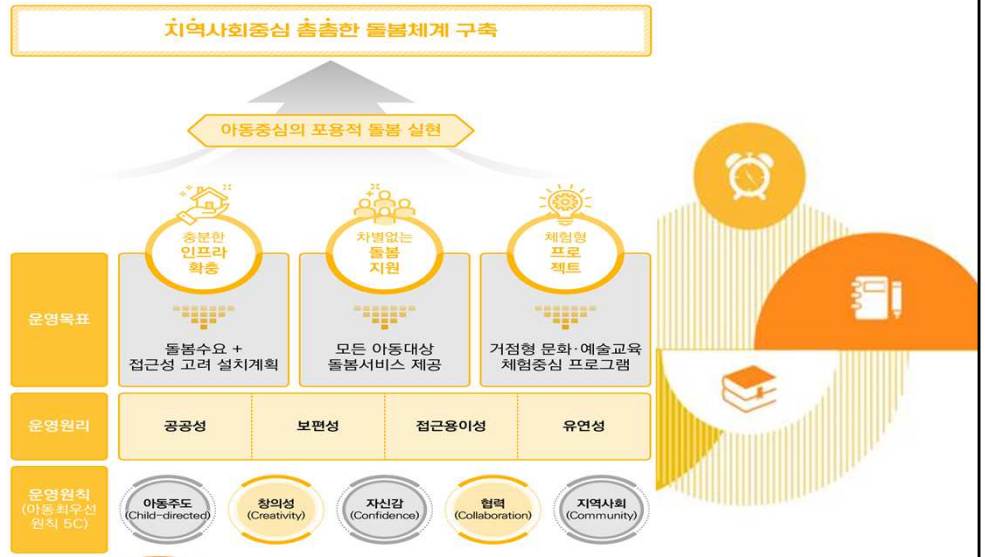 지역사회중심 촘촘한 돌봄체계 구축
아동중심의 포용적 돌봄 실현
충분한
인프라
확충
차별없는
돌봄
지원
체험형
프로
젝트
운영목표
돌봄수요 +
접근성 고려 설치계획
모든 아동대상
돌봄서비스 제공
거점형 문화·예술교육
체험중심 프로그램
운영원리
공공성
보편성
접근용이성
유연성
운영원칙
(아동최우선
원칙 5C)
아동주도
(Child-directed)
창의성
(Creativity)
자신감
(Confidence)
협력
(Collaboration)
지역사회
(Community)